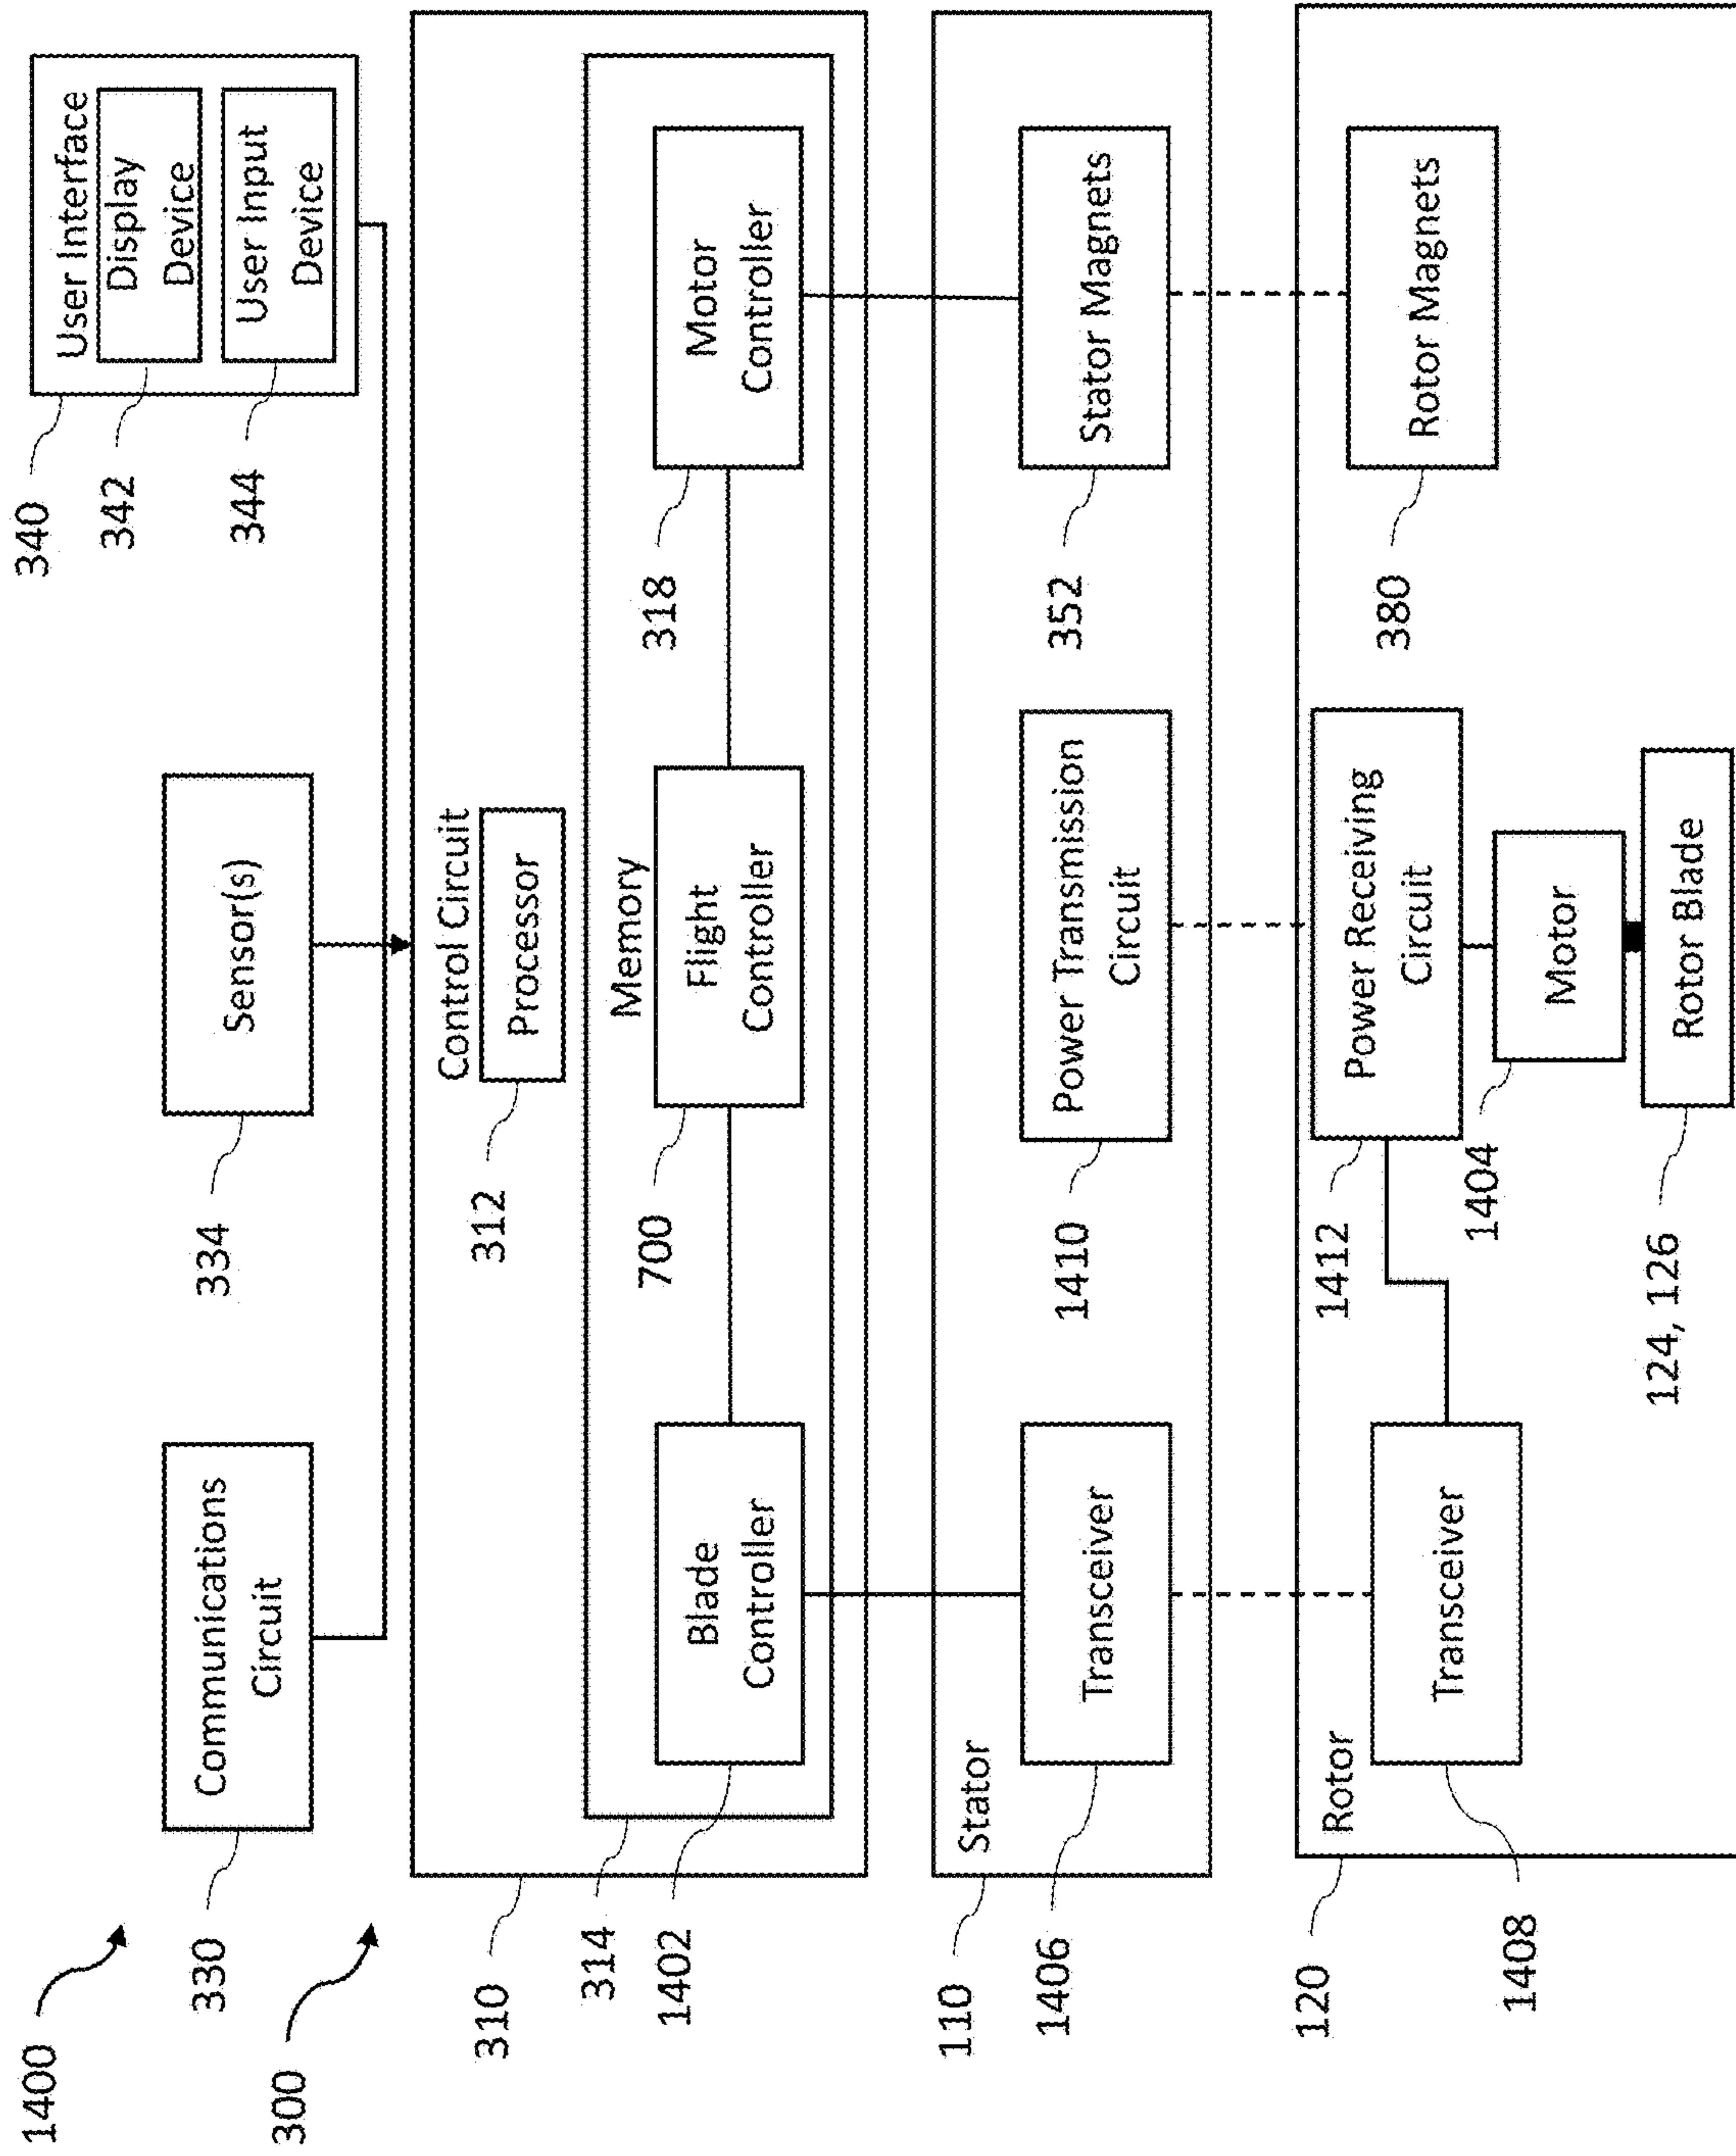 1400
300
330
Communications
Circuit
334
Sensor(s)
340
User Interface
342
Display
Device
344
User Input
Device
310
Control Circuit
312
Processor
314
Memory
1402
Blade
Controller
700
Flight
Controller
318
Motor
Controller
110
Stator
1406
Transceiver
1410
Power Transmission
Circuit
352
Stator Magnets
120
Rotor
1408
Transceiver
1412
Power Receiving
Circuit
1404
Motor
124, 126
Rotor Blade
380
Rotor Magnets